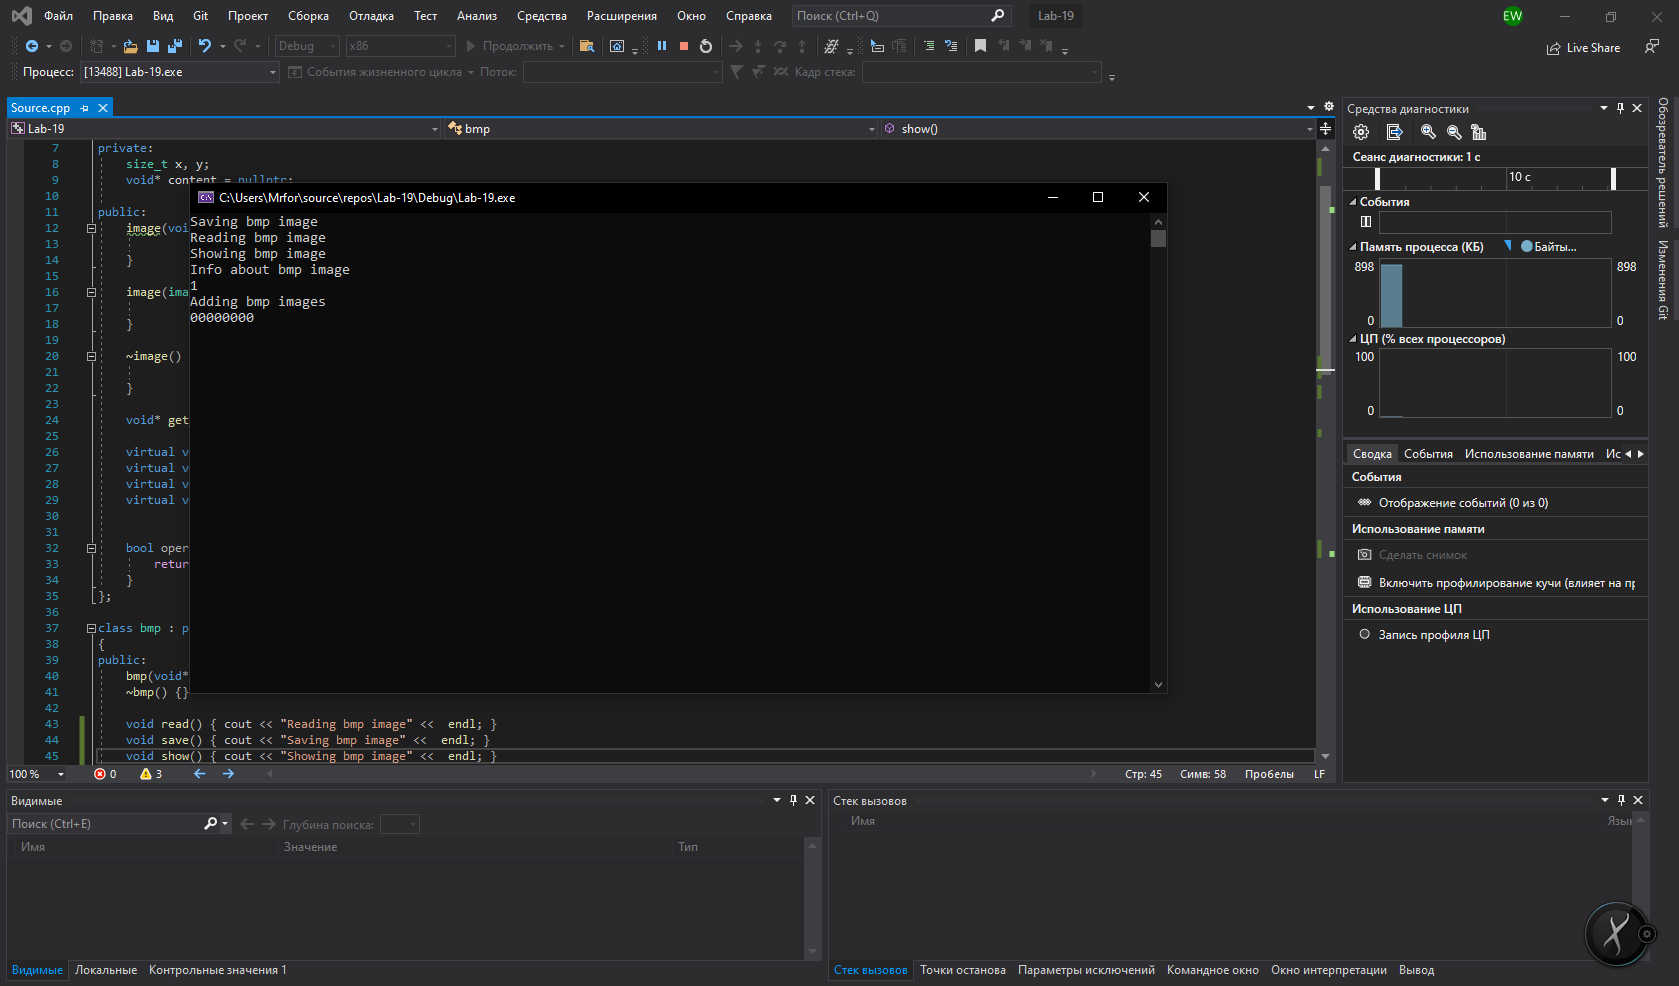 Файл Правка Вид Git Проект Сборка Отладка Тест Анализ Средства Расширения Окно Справка Поиск (Ctrl+Q) Lab-19 EW
Debug x86 Продолжить Live Share
Процесс: [13488] Lab-19.exe События жизненного цикла Поток: Кадр стека:
Source.cpp
Lab-19 bmp show()
7 private:
8 size_t x, y;
9 void* content = nullptr;
10
11 public:
12 image(voi
13
14 }
15
16 image(ima
17
18 }
19
20 ~image()
21
22 }
23
24 void* get
25
26 virtual v
27 virtual v
28 virtual v
29 virtual v
30
31
32 bool oper
33 retur
34 }
35 };
36
37 class bmp : p
38 {
39 public:
40 bmp(void*
41 ~bmp() {}
42
43 void read() { cout << "Reading bmp image" << endl; }
44 void save() { cout << "Saving bmp image" << endl; }
45 void show() { cout << "Showing bmp image" << endl; }
C:\Users\Mrfor\source\repos\Lab-19\Debug\Lab-19.exe
Saving bmp image
Reading bmp image
Showing bmp image
Info about bmp image
1
Adding bmp images
00000000
100 % 0 3 Стр: 45 Симв: 58 Пробелы LF
Средства диагностики
Сеанс диагностики: 1 с
10 с
События
Память процесса (КБ) Байты...
898 898
0 0
ЦП (% всех процессоров)
100 100
0 0
Сводка События Использование памяти Ис
События
Отображение событий (0 из 0)
Использование памяти
Сделать снимок
Включить профилирование кучи (влияет на пр
Использование ЦП
Запись профиля ЦП
Обозреватель решений
Изменения Git
Видимые
Поиск (Ctrl+E) Глубина поиска:
Имя Значение Тип
Видимые Локальные Контрольные значения 1
Стек вызовов
Имя Язык
Стек вызовов Точки останова Параметры исключений Командное окно Окно интерпретации Вывод